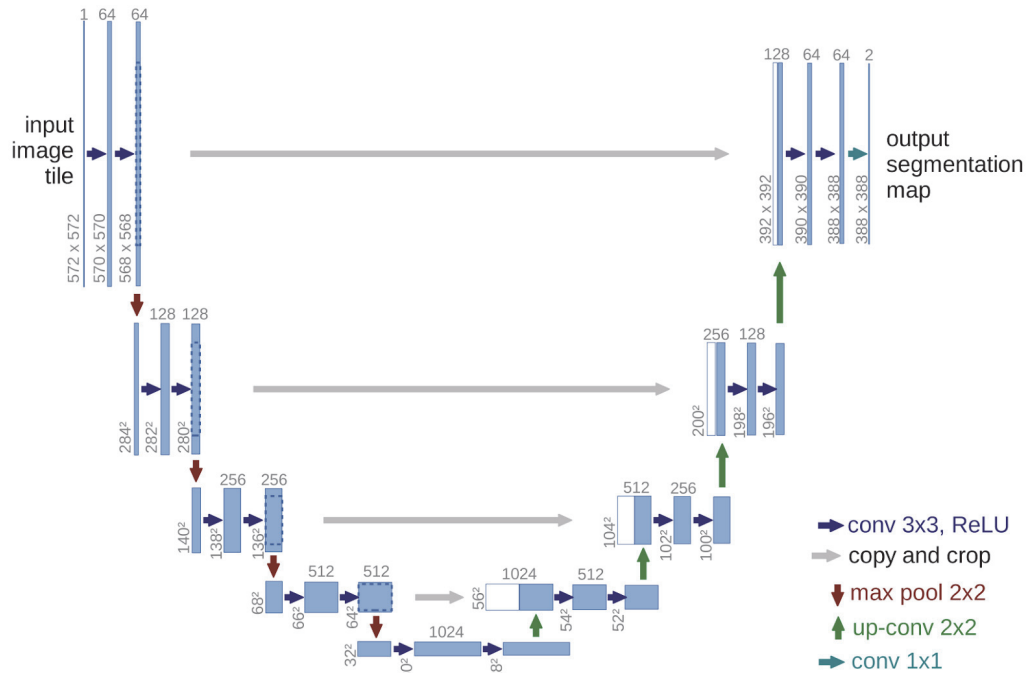 1 64 64
input
image
tile
572 x 572
570 x 570
568 x 568
128 64 64 2
output
segmentation
map
392 x 392
390 x 390
388 x 388
388 x 388
128 128
284²
282²
280²
256 128
200²
198²
196²
256 256
140²
138²
136²
512 256
104²
102²
100²
512 512
68²
66²
64²
1024 512
56²
54²
52²
1024
32²
0²
8²
conv 3x3, ReLU
copy and crop
max pool 2x2
up-conv 2x2
conv 1x1